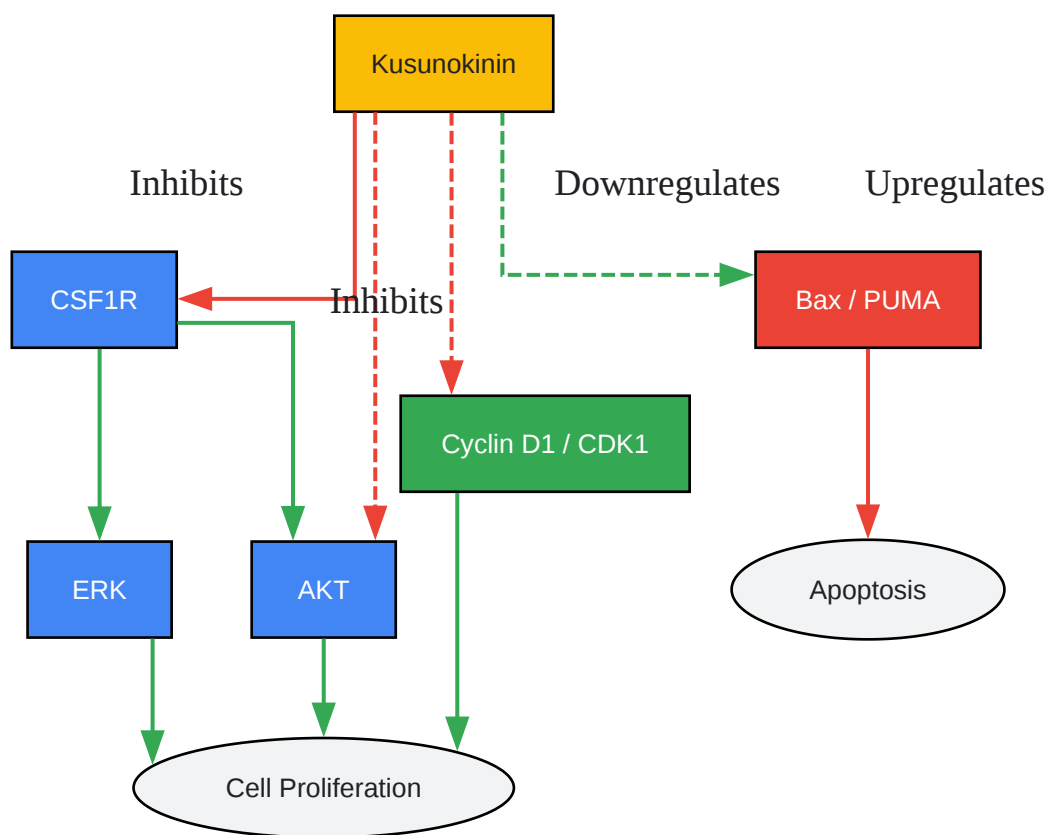 Kusunokinin
Inhibits
Downregulates
Upregulates
CSF1R
Inhibits
Bax / PUMA
Cyclin D1 / CDK1
ERK
AKT
Apoptosis
Cell Proliferation